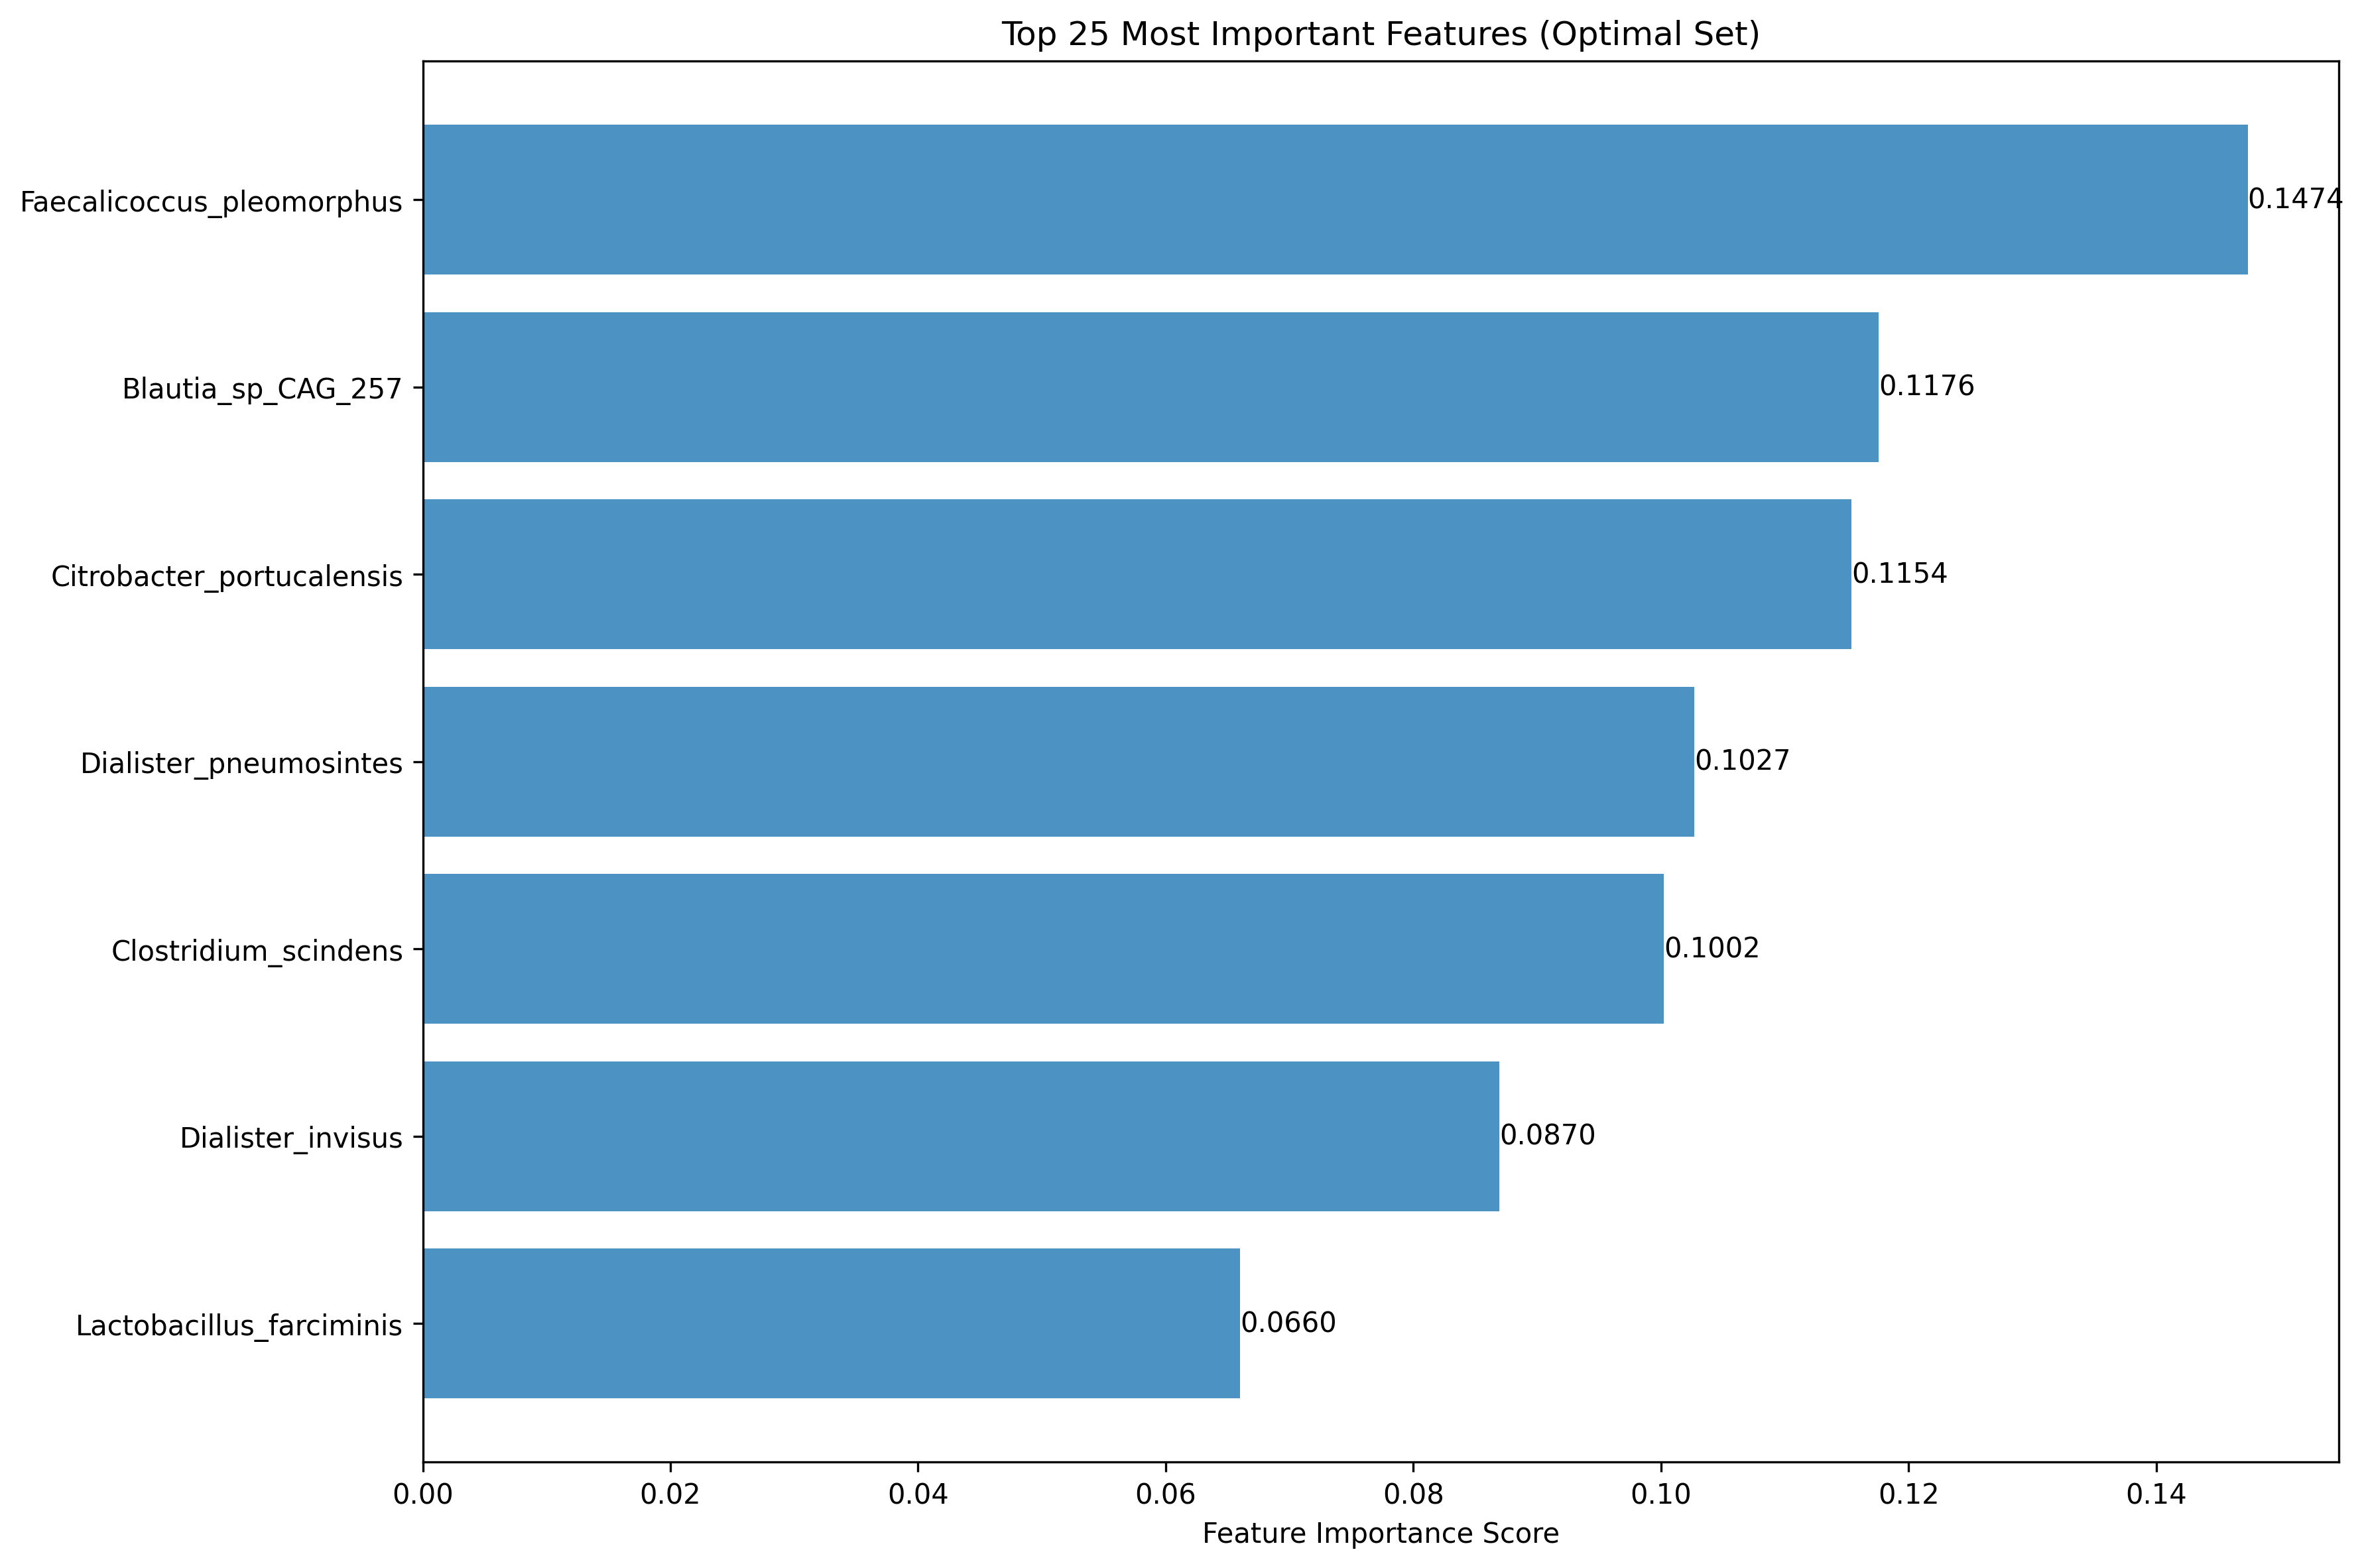 Top 25 Most Important Features (Optimal Set)
Faecalicoccus_pleomorphus 0.1474
Blautia_sp_CAG_257 0.1176
Citrobacter_portucalensis 0.1154
Dialister_pneumosintes 0.1027
Clostridium_scindens 0.1002
Dialister_invisus 0.0870
Lactobacillus_farciminis 0.0660
0.00 0.02 0.04 0.06 0.08 0.10 0.12 0.14
Feature Importance Score